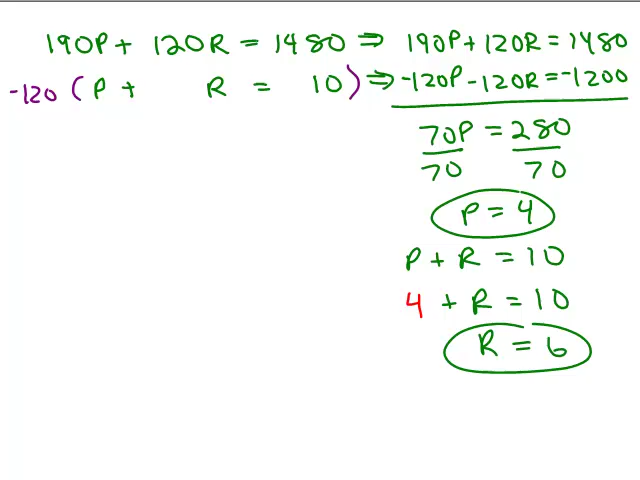 190P + 120R = 1480 ⇒ 190P + 120R = 1480
-120 (P + R = 10) ⇒ -120P - 120R = -1200
70P = 280
70 70
P = 4
P + R = 10
4 + R = 10
R = 6